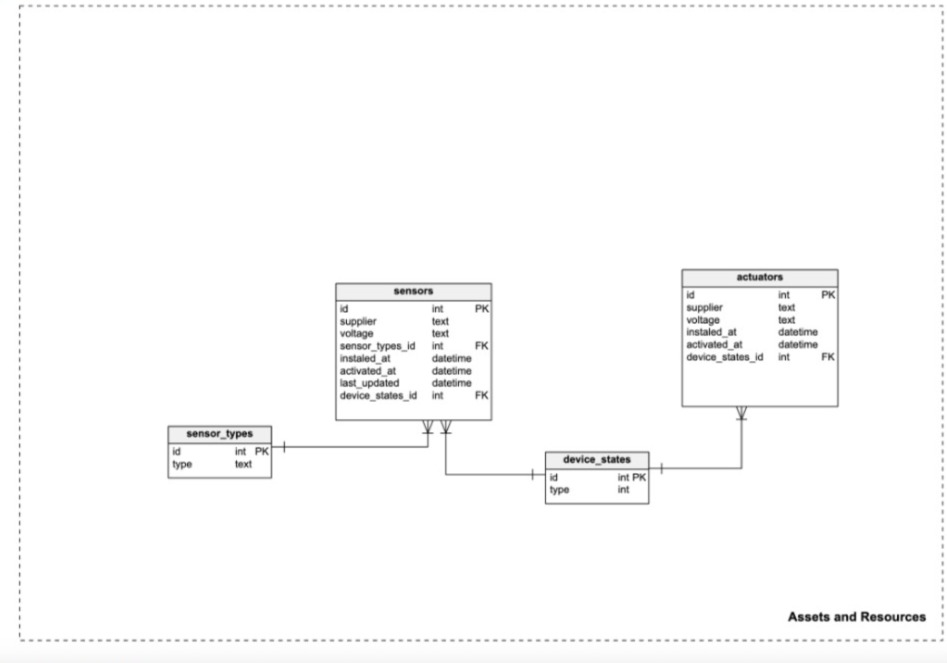 sensors
id int PK
supplier text
voltage text
sensor_types_id int FK
instaled_at datetime
activated_at datetime
last_updated datetime
device_states_id int FK
actuators
id int PK
supplier text
voltage text
instaled_at datetime
activated_at datetime
device_states_id int FK
sensor_types
id int PK
type text
device_states
id int PK
type int
Assets and Resources